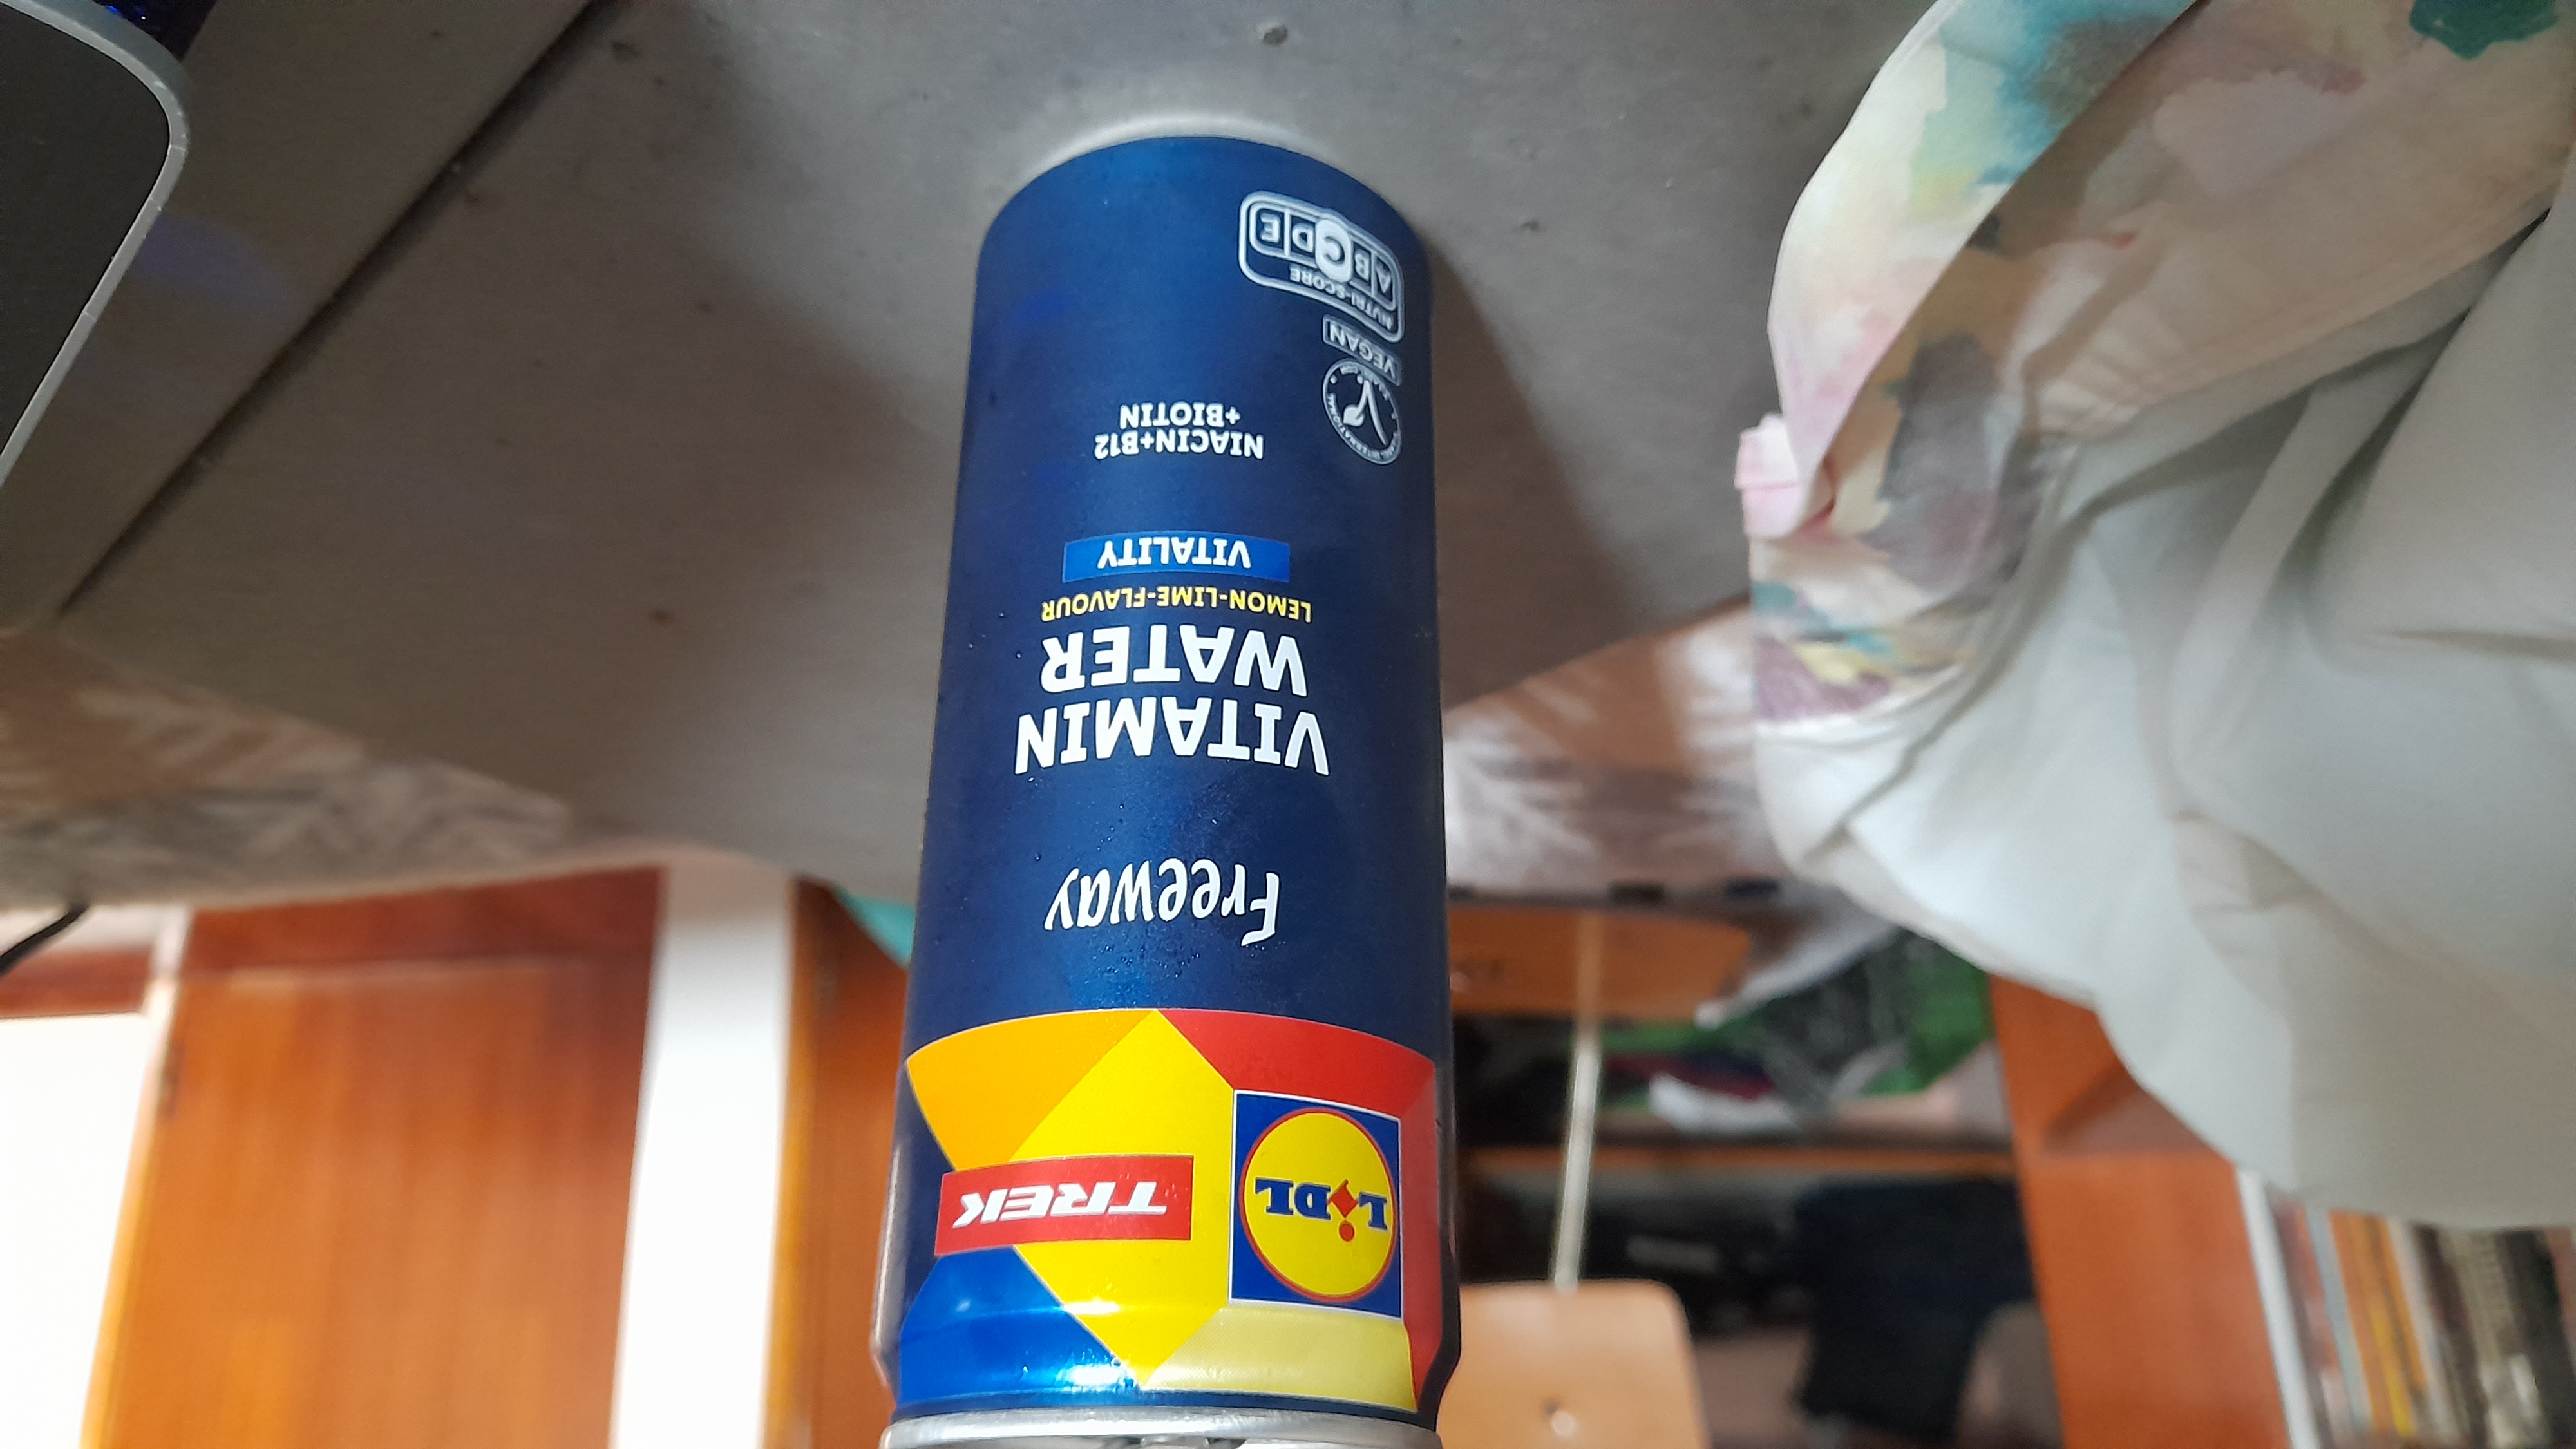 LIDL
TREK
Freeway
VITAMIN
WATER
LEMON-LIME-FLAVOUR
VITALITY
NIACIN+B12
+BIOTIN
VEGAN
NUTRI-SCORE
A B C D E